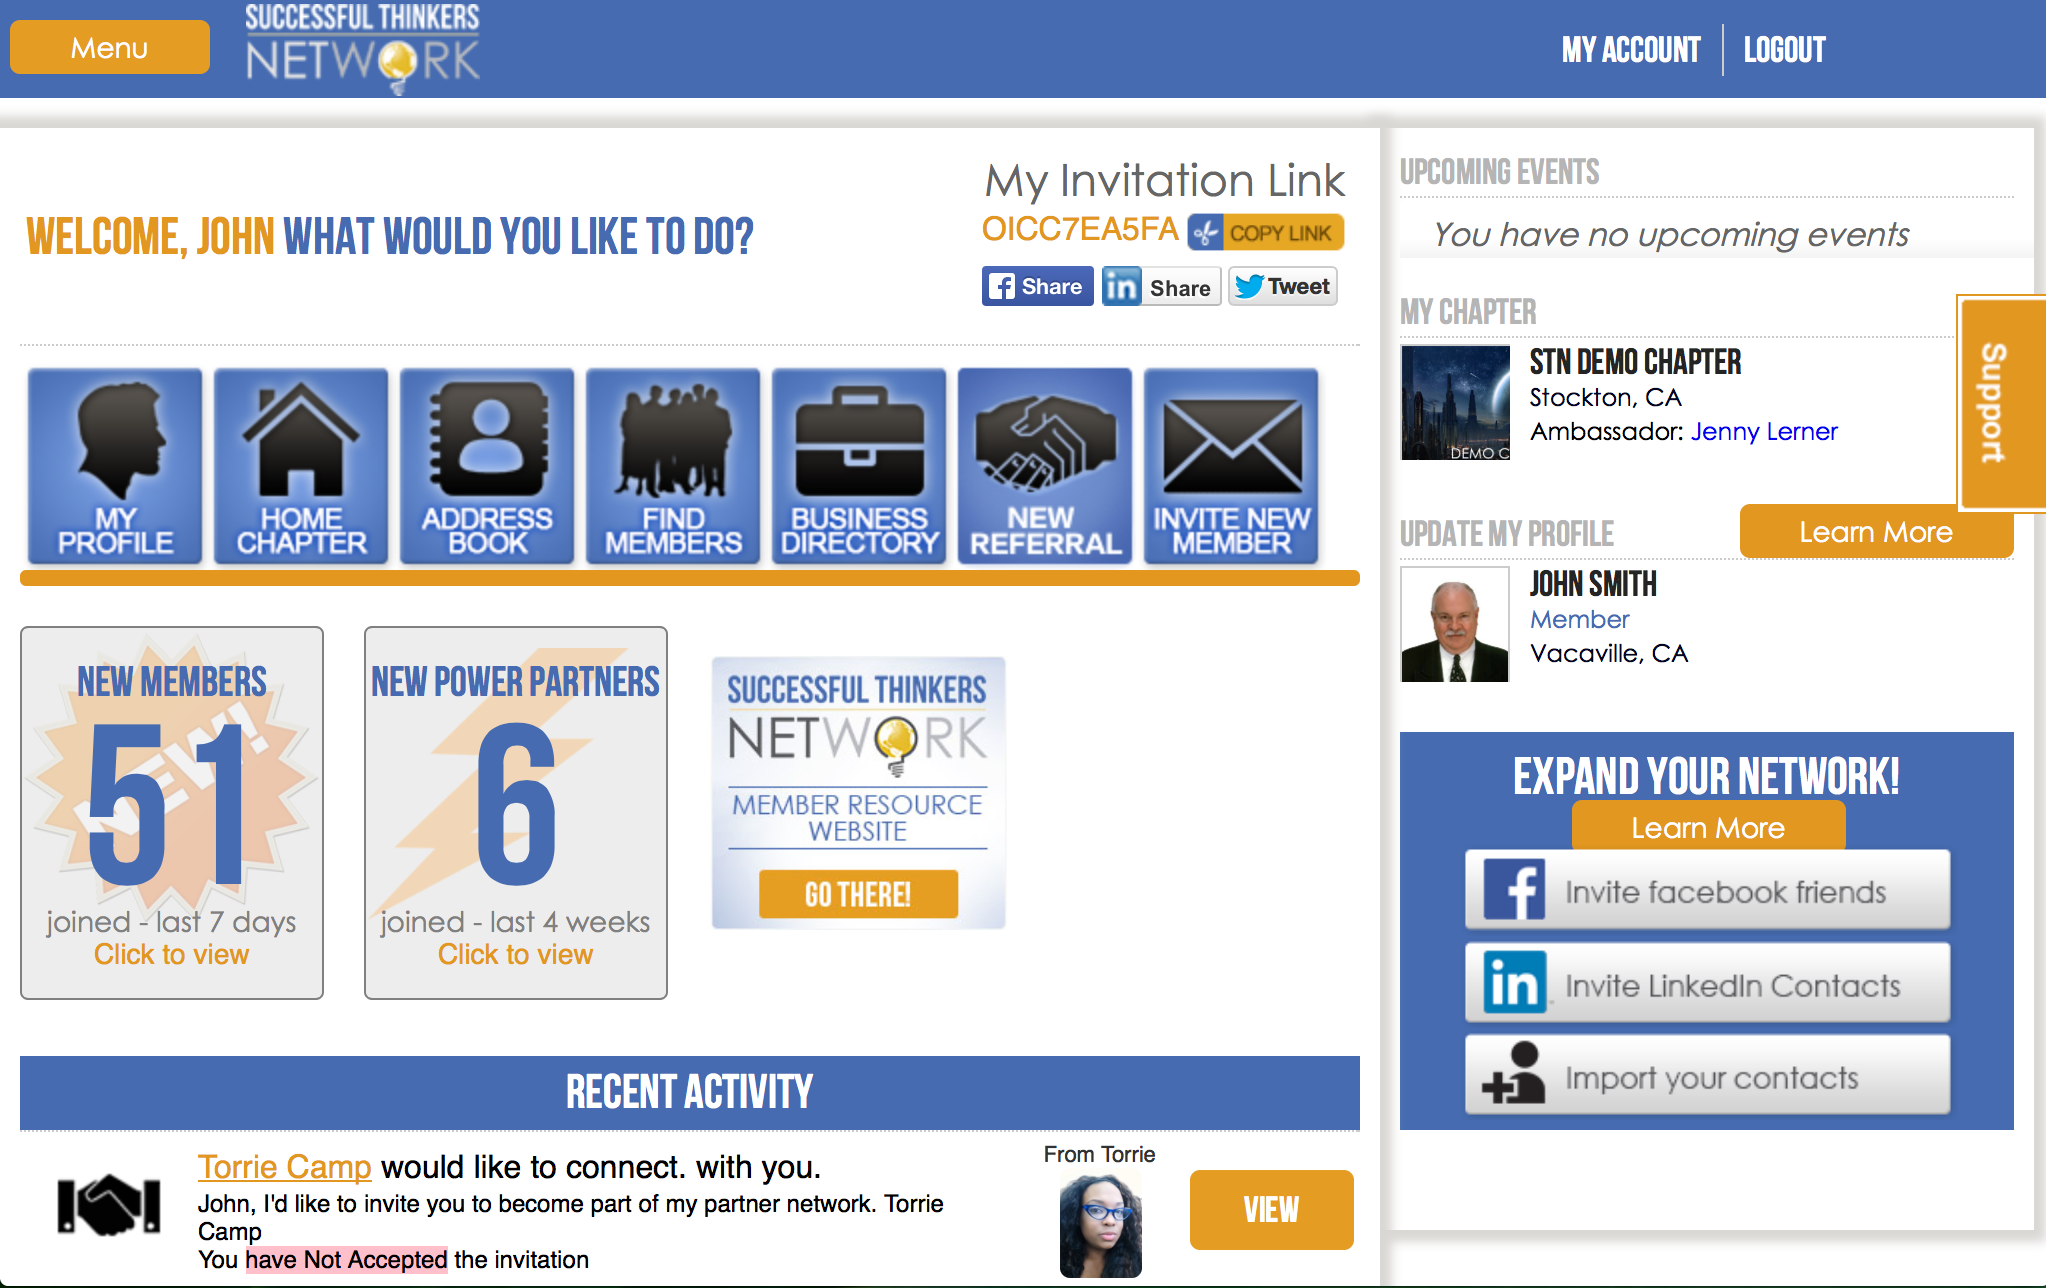 Menu
SUCCESSFUL THINKERS
NETWORK
MY ACCOUNT
LOGOUT
WELCOME, JOHN WHAT WOULD YOU LIKE TO DO?
My Invitation Link
OICC7EA5FA COPY LINK
Share
in Share
Tweet
MY
PROFILE
HOME
CHAPTER
ADDRESS
BOOK
FIND
MEMBERS
BUSINESS
DIRECTORY
NEW
REFERRAL
INVITE NEW
MEMBER
NEW MEMBERS
NEW!
51
joined - last 7 days
Click to view
NEW POWER PARTNERS
6
joined - last 4 weeks
Click to view
SUCCESSFUL THINKERS
NETWORK
MEMBER RESOURCE
WEBSITE
GO THERE!
RECENT ACTIVITY
Torrie Camp would like to connect. with you.
John, I'd like to invite you to become part of my partner network. Torrie
Camp
You have Not Accepted the invitation
From Torrie
VIEW
UPCOMING EVENTS
You have no upcoming events
MY CHAPTER
DEMO C
STN DEMO CHAPTER
Stockton, CA
Ambassador: Jenny Lerner
Support
UPDATE MY PROFILE
Learn More
JOHN SMITH
Member
Vacaville, CA
EXPAND YOUR NETWORK!
Learn More
f Invite facebook friends
in Invite LinkedIn Contacts
Import your contacts